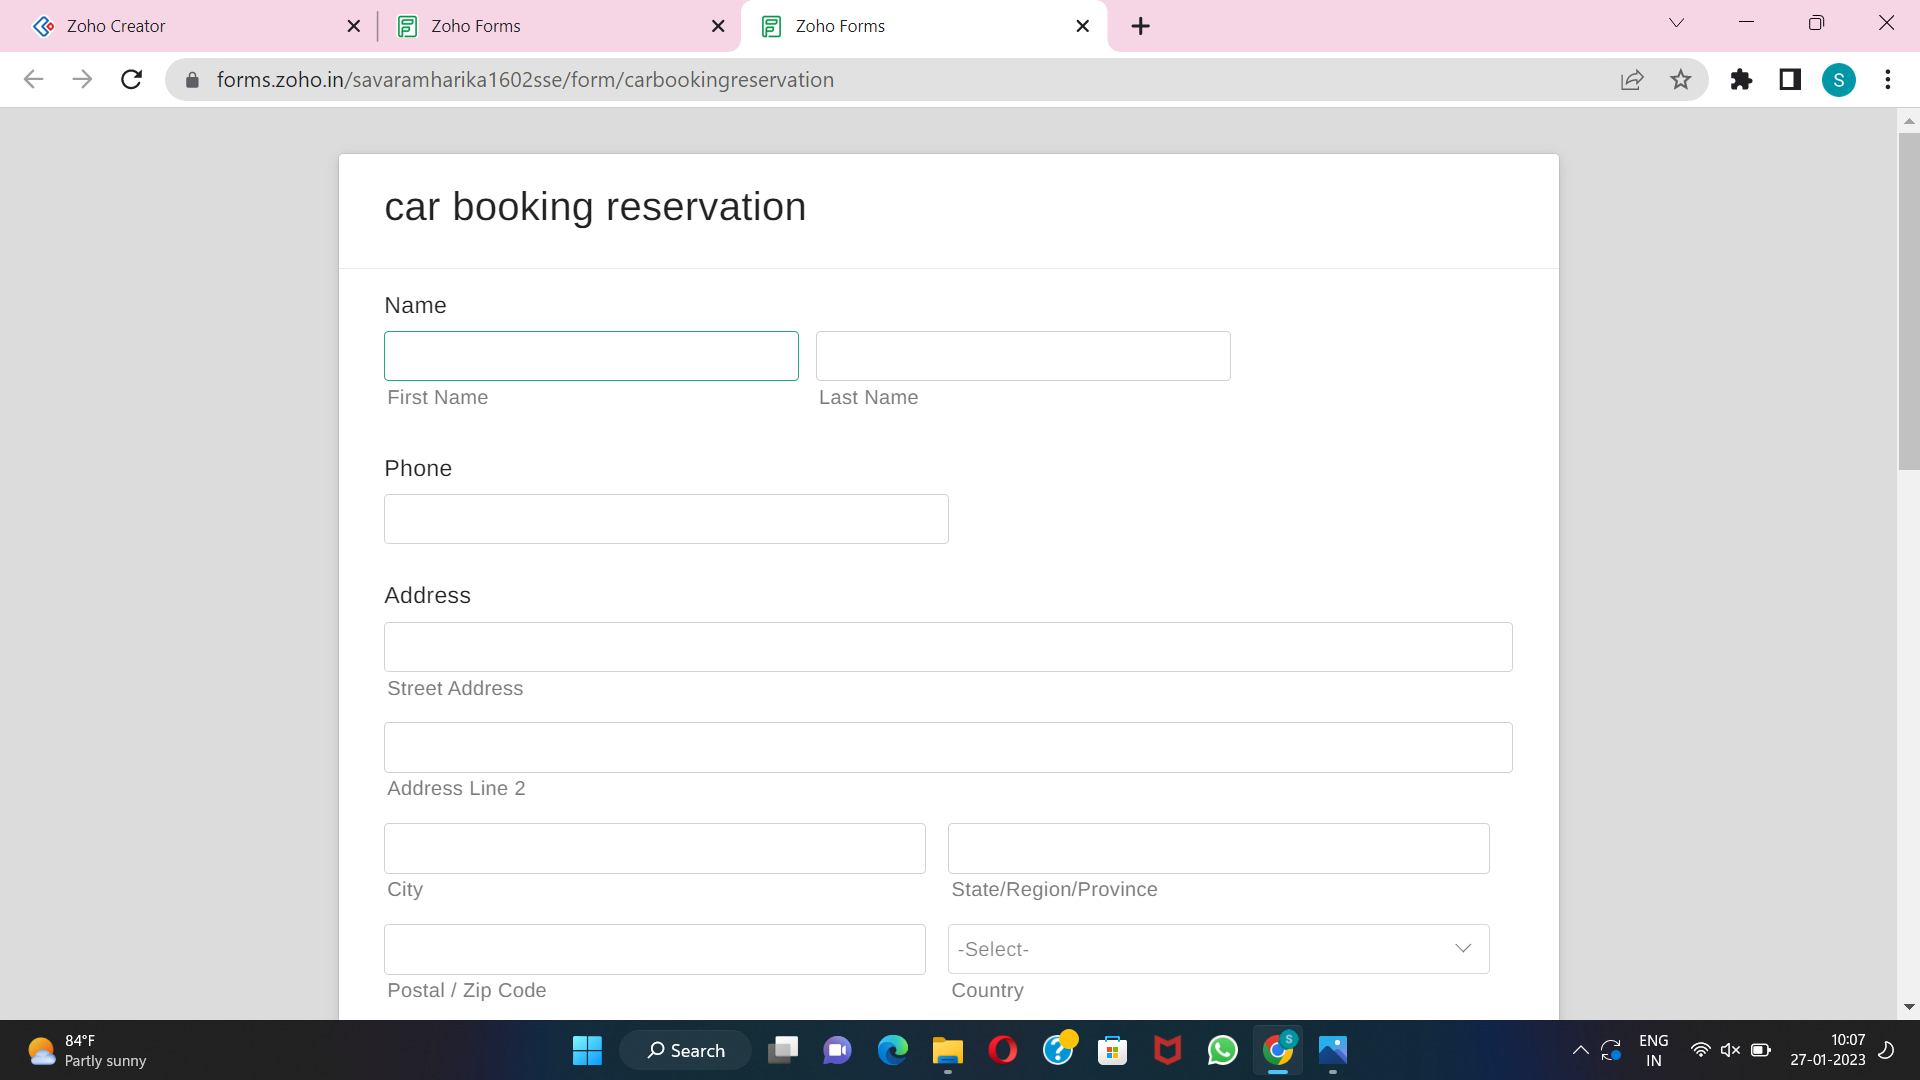 Zoho Creator
Zoho Forms
Zoho Forms
forms.zoho.in/savaramharika1602sse/form/carbookingreservation
S
car booking reservation
Name
First Name
Last Name
Phone
Address
Street Address
Address Line 2
City
State/Region/Province
-Select-
Postal / Zip Code
Country
84°F
Partly sunny
Search
S
ENG
IN
10:07
27-01-2023